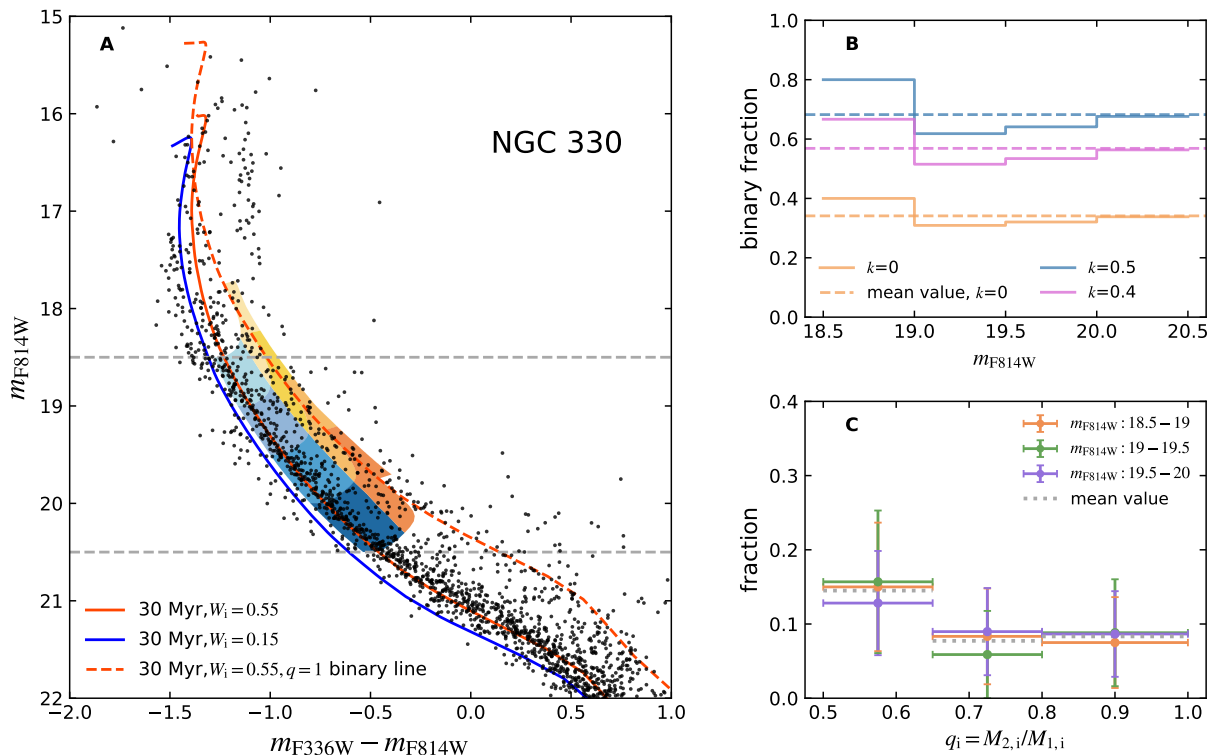 A
NGC 330
15
16
17
18
19
20
21
22
m_F814W
30 Myr, W_i = 0.55
30 Myr, W_i = 0.15
30 Myr, W_i = 0.55, q = 1 binary line
−2.0 −1.5 −1.0 −0.5 0.0 0.5 1.0
m_F336W − m_F814W
B
1.0
0.8
0.6
0.4
0.2
0.0
binary fraction
k=0
mean value, k=0
k=0.5
k=0.4
18.5 19.0 19.5 20.0 20.5
m_F814W
C
0.4
0.3
0.2
0.1
0.0
fraction
m_F814W : 18.5−19
m_F814W : 19−19.5
m_F814W : 19.5−20
mean value
0.5 0.6 0.7 0.8 0.9 1.0
q_i = M_2,i/M_1,i